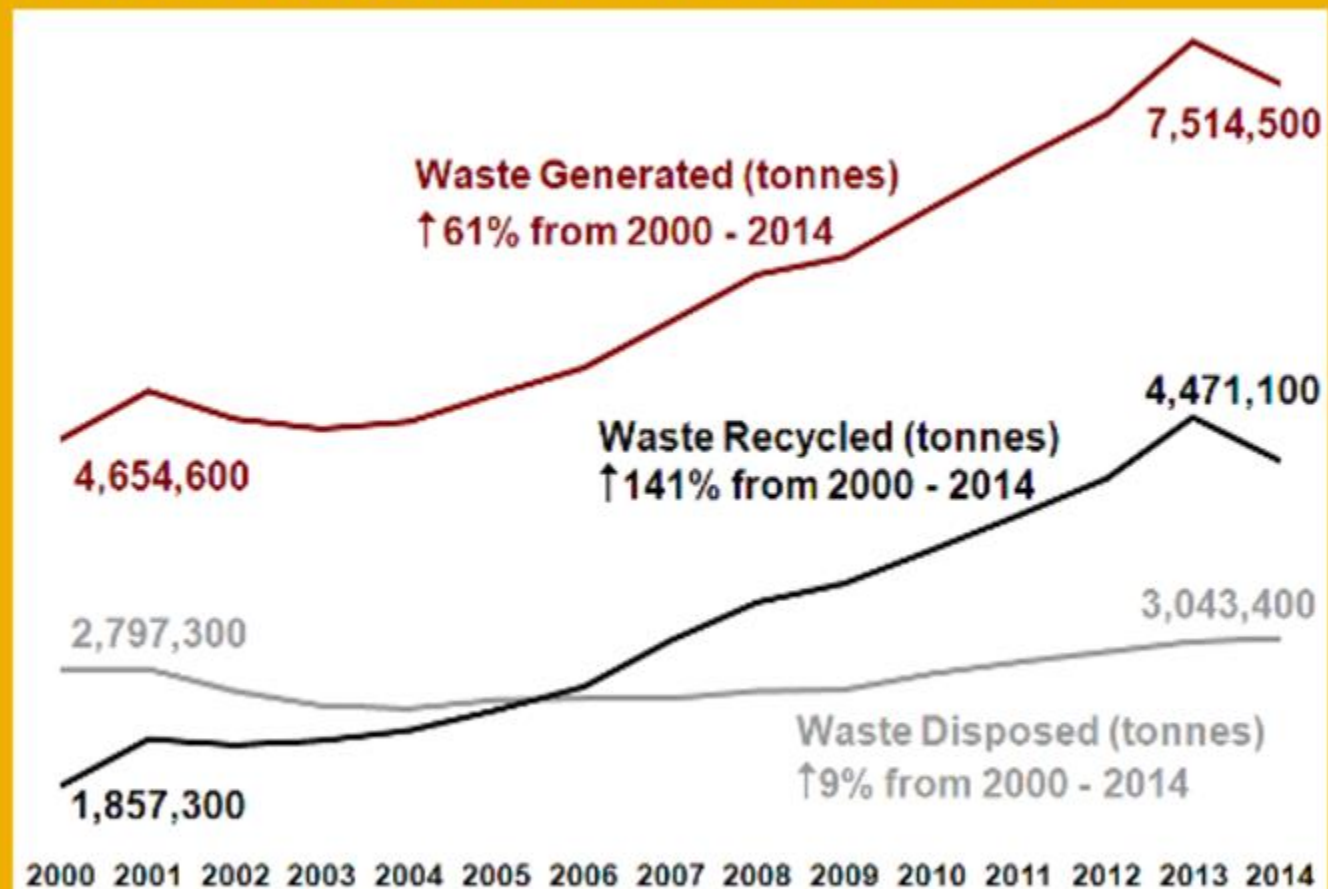 7,514,500
Waste Generated (tonnes)
↑61% from 2000 - 2014
4,471,100
Waste Recycled (tonnes)
↑141% from 2000 - 2014
4,654,600
2,797,300
3,043,400
Waste Disposed (tonnes)
↑9% from 2000 - 2014
1,857,300
2000 2001 2002 2003 2004 2005 2006 2007 2008 2009 2010 2011 2012 2013 2014